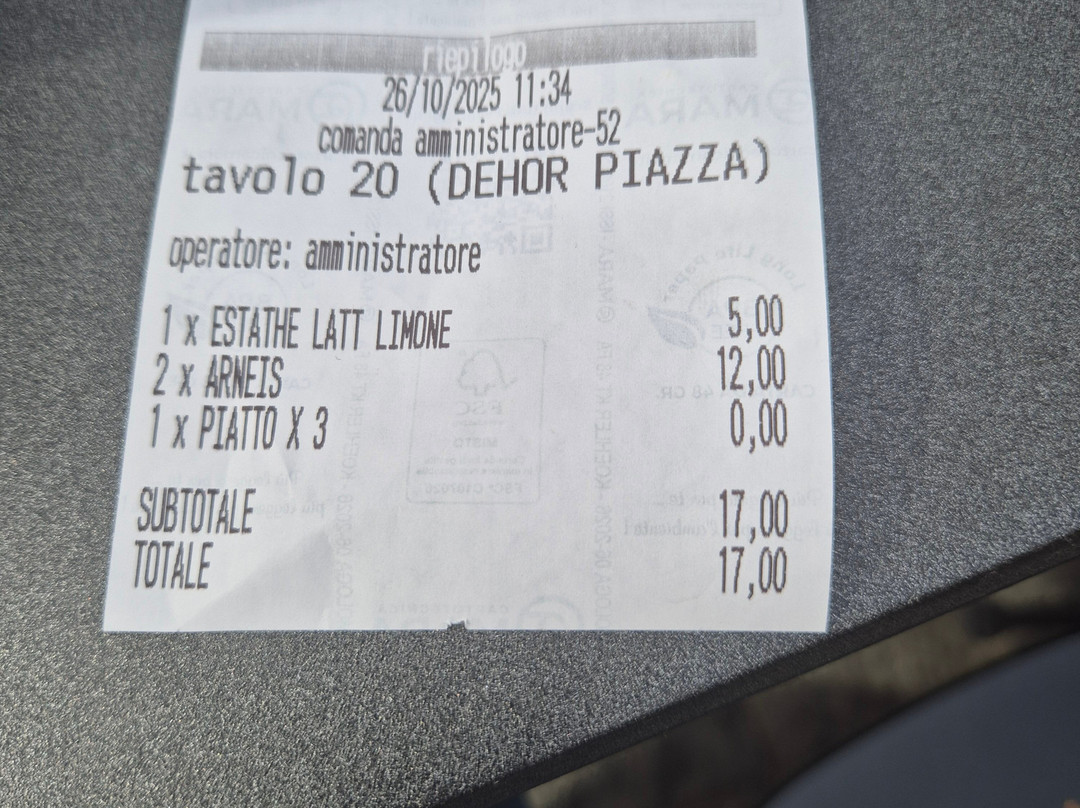 riepilogo
26/10/2025 11:34
comanda amministratore-52
tavolo 20 (DEHOR PIAZZA)
operatore: amministratore
1 x ESTATHE LATT LIMONE 5,00
2 x ARNEIS 12,00
1 x PIATTO X 3 0,00
SUBTOTALE 17,00
TOTALE 17,00